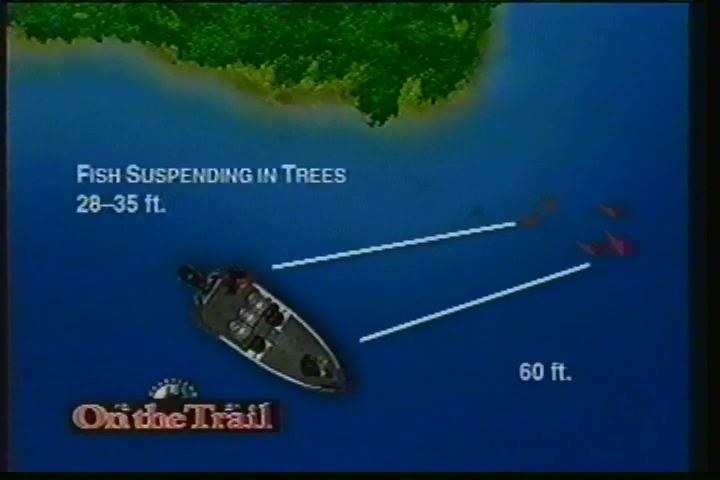 FISH SUSPENDING IN TREES
28–35 ft.
60 ft.
On the Trail